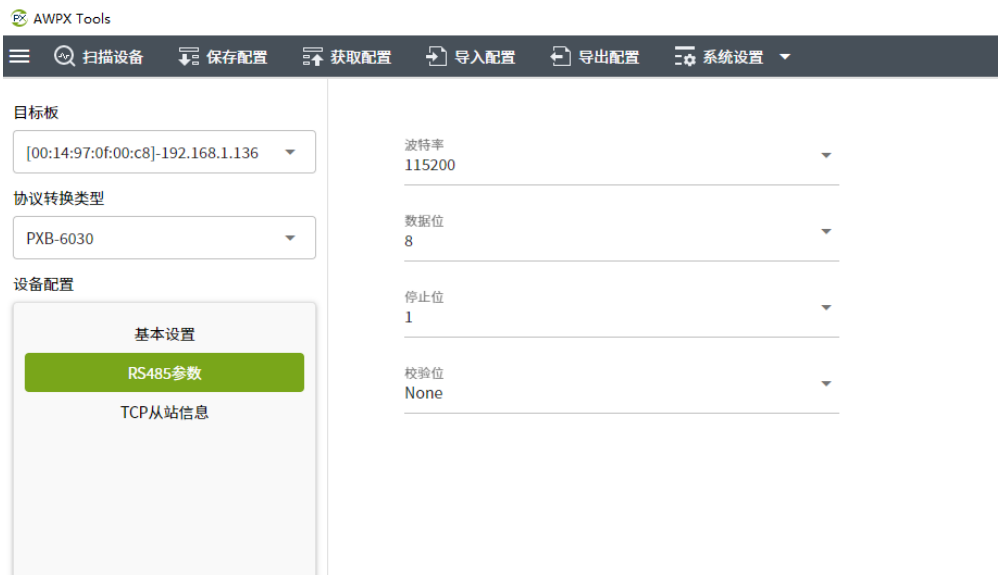 AWPX Tools
扫描设备 保存配置 获取配置 导入配置 导出配置 系统设置
目标板
[00:14:97:0f:00:c8]-192.168.1.136
协议转换类型
PXB-6030
设备配置
基本设置
RS485参数
TCP从站信息
波特率
115200
数据位
8
停止位
1
校验位
None